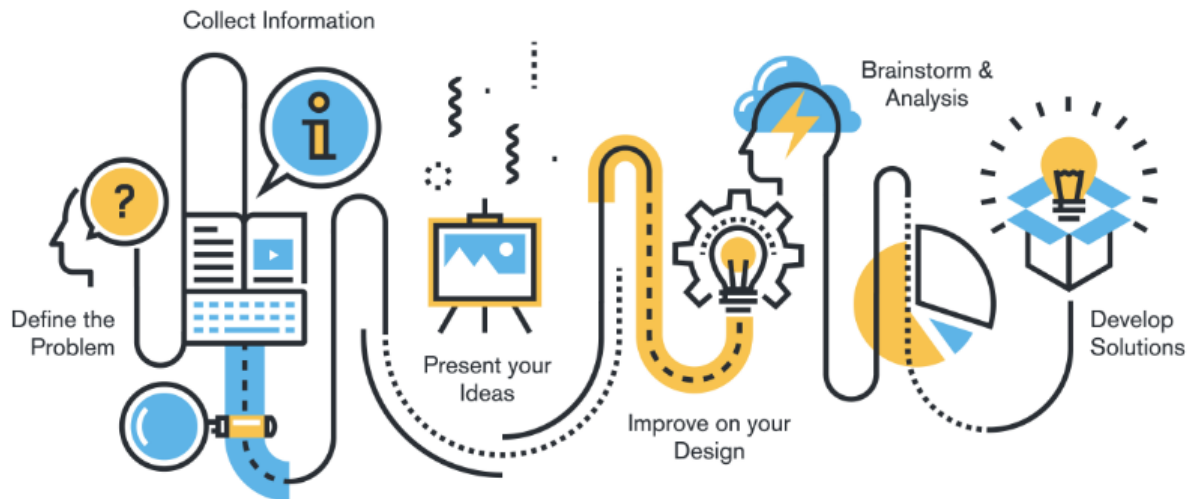 Collect Information
?
i
Define the
Problem
Present your
Ideas
Improve on your
Design
Brainstorm &
Analysis
Develop
Solutions